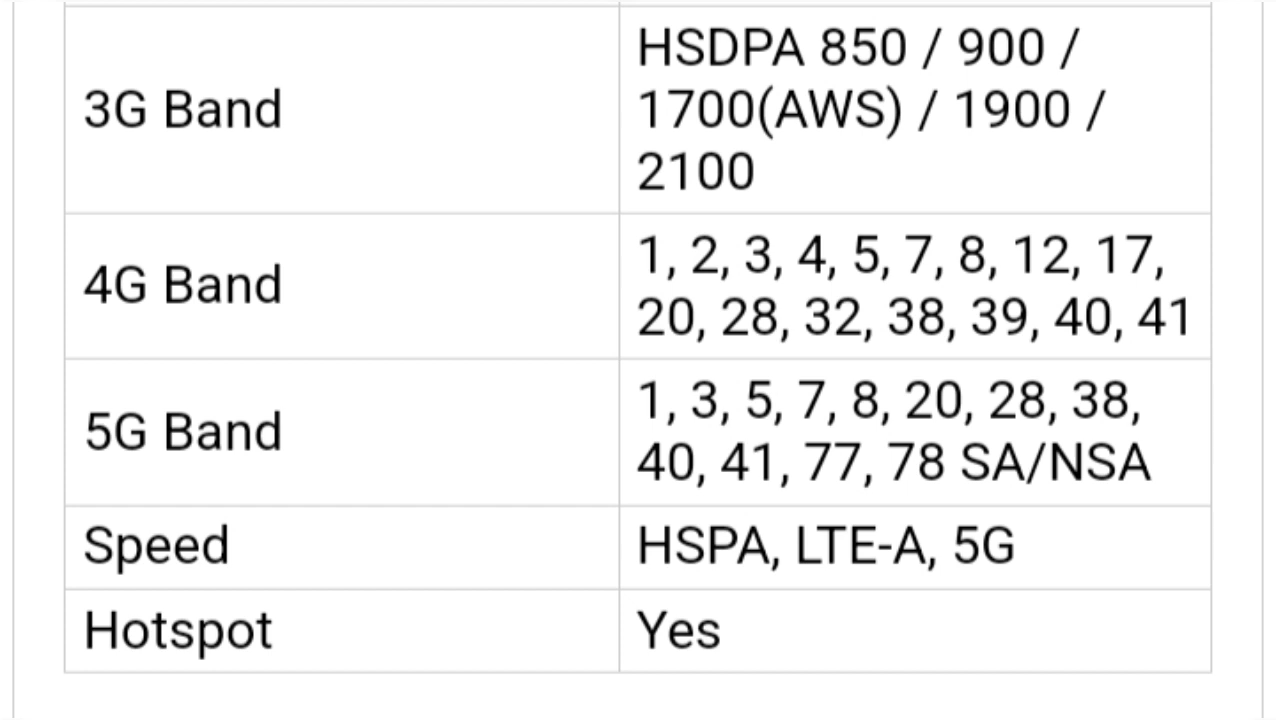 3G Band
HSDPA 850 / 900 /
1700(AWS) / 1900 /
2100
4G Band
1, 2, 3, 4, 5, 7, 8, 12, 17,
20, 28, 32, 38, 39, 40, 41
5G Band
1, 3, 5, 7, 8, 20, 28, 38,
40, 41, 77, 78 SA/NSA
Speed
HSPA, LTE-A, 5G
Hotspot
Yes